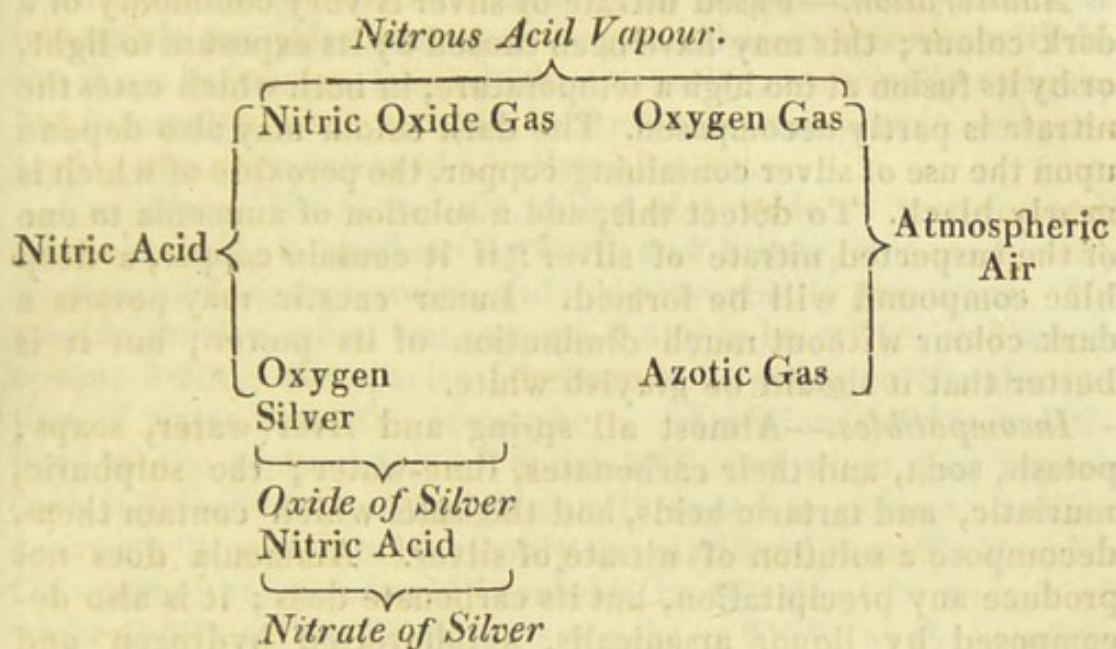 Nitrous Acid Vapour.
Nitric Oxide Gas Oxygen Gas
Nitric Acid
Atmospheric
Air
Oxygen Azotic Gas
Silver
Oxide of Silver
Nitric Acid
Nitrate of Silver